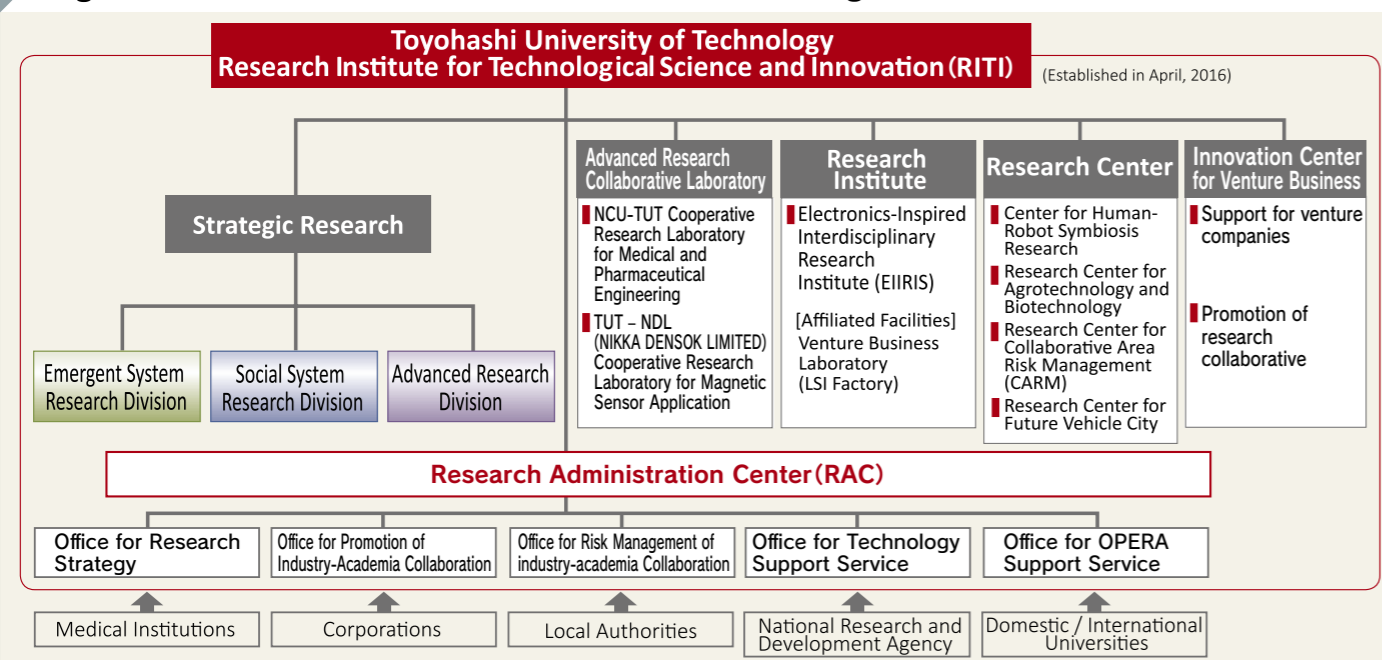 Toyohashi University of Technology
Research Institute for Technological Science and Innovation (RITI)
(Established in April, 2016)
Strategic Research
Emergent System
Research Division
Social System
Research Division
Advanced Research
Division
Advanced Research
Collaborative Laboratory
NCU-TUT Cooperative
Research Laboratory
for Medical and
Pharmaceutical
Engineering
TUT – NDL
(NIKKA DENSOK LIMITED)
Cooperative Research
Laboratory for Magnetic
Sensor Application
Research
Institute
Electronics-Inspired
Interdisciplinary
Research
Institute (EIIRIS)
[Affiliated Facilities]
Venture Business
Laboratory
(LSI Factory)
Research Center
Center for Human-
Robot Symbiosis
Research
Research Center for
Agrotechnology and
Biotechnology
Research Center for
Collaborative Area
Risk Management
(CARM)
Research Center for
Future Vehicle City
Innovation Center
for Venture Business
Support for venture
companies
Promotion of
research
collaborative
Research Administration Center (RAC)
Office for Research
Strategy
Office for Promotion of
Industry-Academia Collaboration
Office for Risk Management of
industry-academia Collaboration
Office for Technology
Support Service
Office for OPERA
Support Service
Medical Institutions
Corporations
Local Authorities
National Research and
Development Agency
Domestic / International
Universities